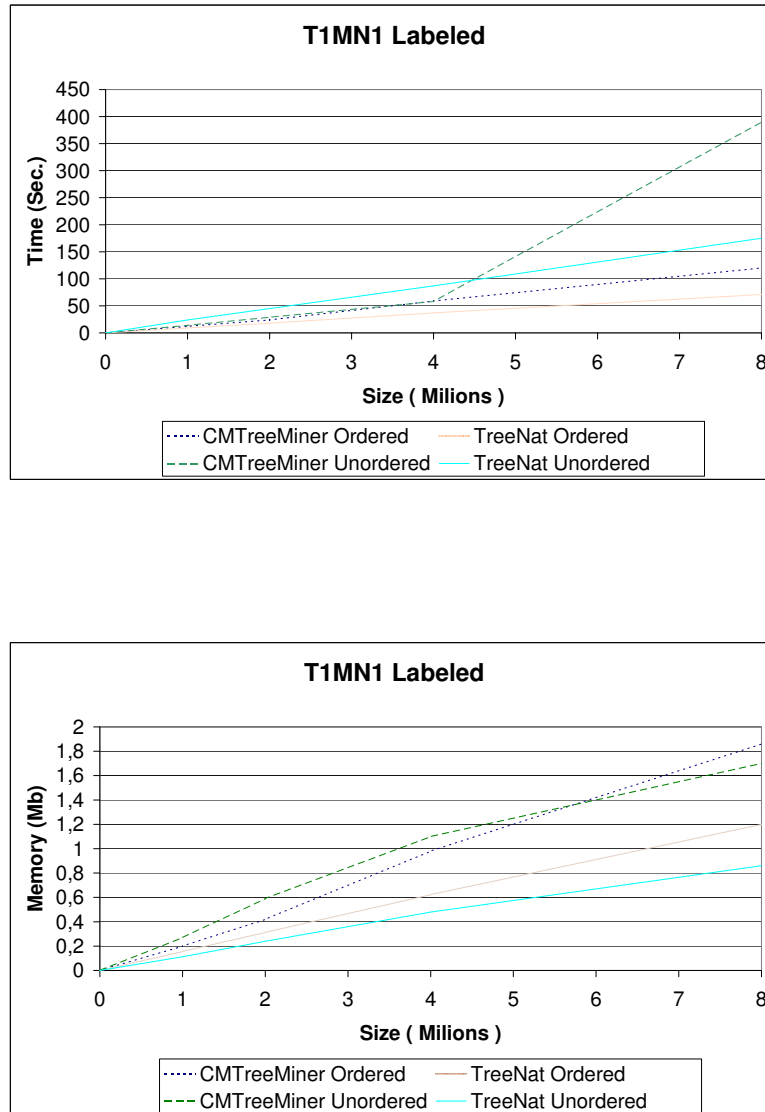 T1MN1 Labeled
450
400
350
300
250
200
150
100
50
0
Time (Sec.)
0 1 2 3 4 5 6 7 8
Size ( Milions )
CMTreeMiner Ordered TreeNat Ordered
CMTreeMiner Unordered TreeNat Unordered
T1MN1 Labeled
2
1,8
1,6
1,4
1,2
1
0,8
0,6
0,4
0,2
0
Memory (Mb)
0 1 2 3 4 5 6 7 8
Size ( Milions )
CMTreeMiner Ordered TreeNat Ordered
CMTreeMiner Unordered TreeNat Unordered